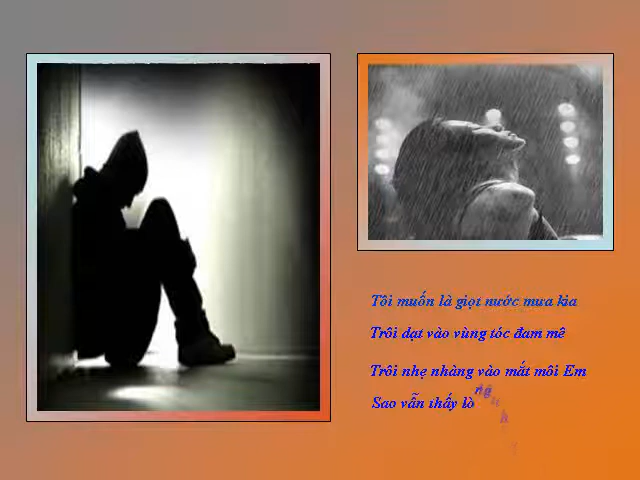 Tôi muốn là giọt nước mưa kia
Trôi dạt vào vùng tóc đam mê
Trôi nhẹ nhàng vào mắt môi Em
Sao vẫn thấy lòng